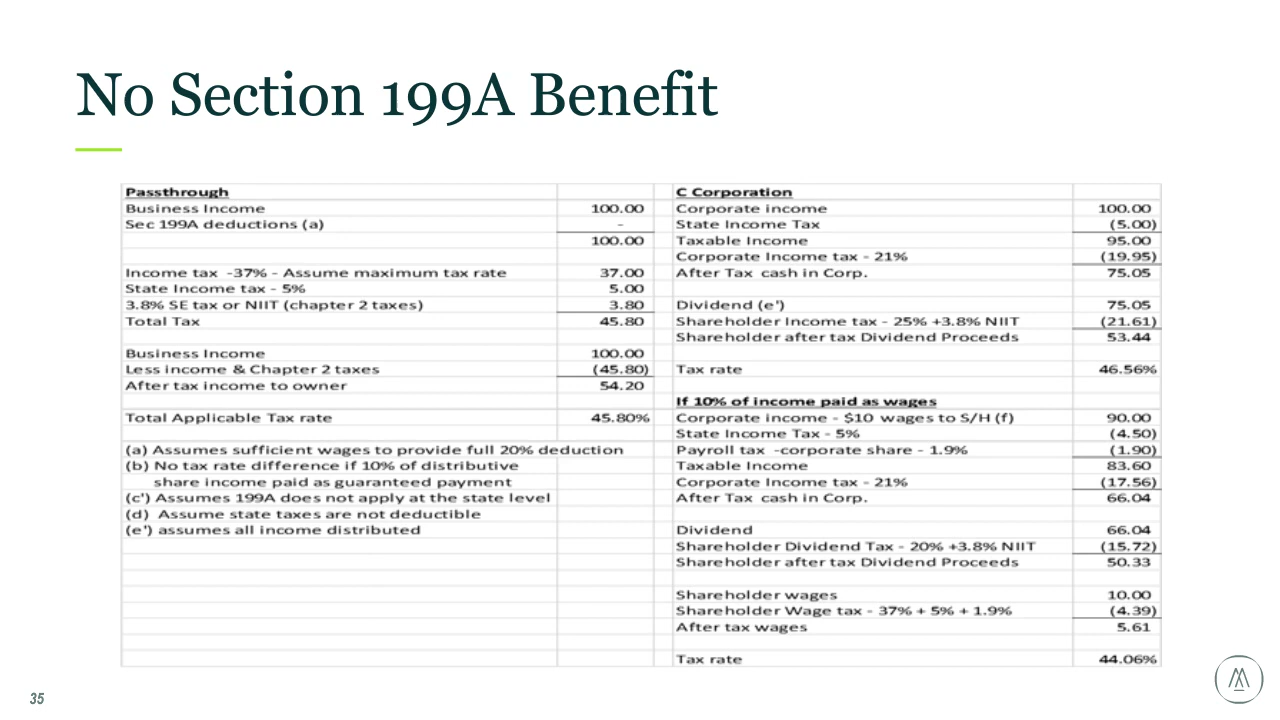 No Section 199A Benefit
Passthrough
Business Income 100.00
Sec 199A deductions (a) -
100.00
Income tax -37% - Assume maximum tax rate 37.00
State Income tax - 5% 5.00
3.8% SE tax or NIIT (chapter 2 taxes) 3.80
Total Tax 45.80
Business Income 100.00
Less income & Chapter 2 taxes (45.80)
After tax income to owner 54.20
Total Applicable Tax rate 45.80%
(a) Assumes sufficient wages to provide full 20% deduction
(b) No tax rate difference if 10% of distributive
share income paid as guaranteed payment
(c') Assumes 199A does not apply at the state level
(d) Assume state taxes are not deductible
(e') assumes all income distributed
C Corporation
Corporate income 100.00
State Income Tax (5.00)
Taxable Income 95.00
Corporate Income tax - 21% (19.95)
After Tax cash in Corp. 75.05
Dividend (e') 75.05
Shareholder Income tax - 25% +3.8% NIIT (21.61)
Shareholder after tax Dividend Proceeds 53.44
Tax rate 46.56%
If 10% of income paid as wages
Corporate income - $10 wages to S/H (f) 90.00
State Income Tax - 5% (4.50)
Payroll tax -corporate share - 1.9% (1.90)
Taxable Income 83.60
Corporate Income tax - 21% (17.56)
After Tax cash in Corp. 66.04
Dividend 66.04
Shareholder Dividend Tax - 20% +3.8% NIIT (15.72)
Shareholder after tax Dividend Proceeds 50.33
Shareholder wages 10.00
Shareholder Wage tax - 37% + 5% + 1.9% (4.39)
After tax wages 5.61
Tax rate 44.06%
35